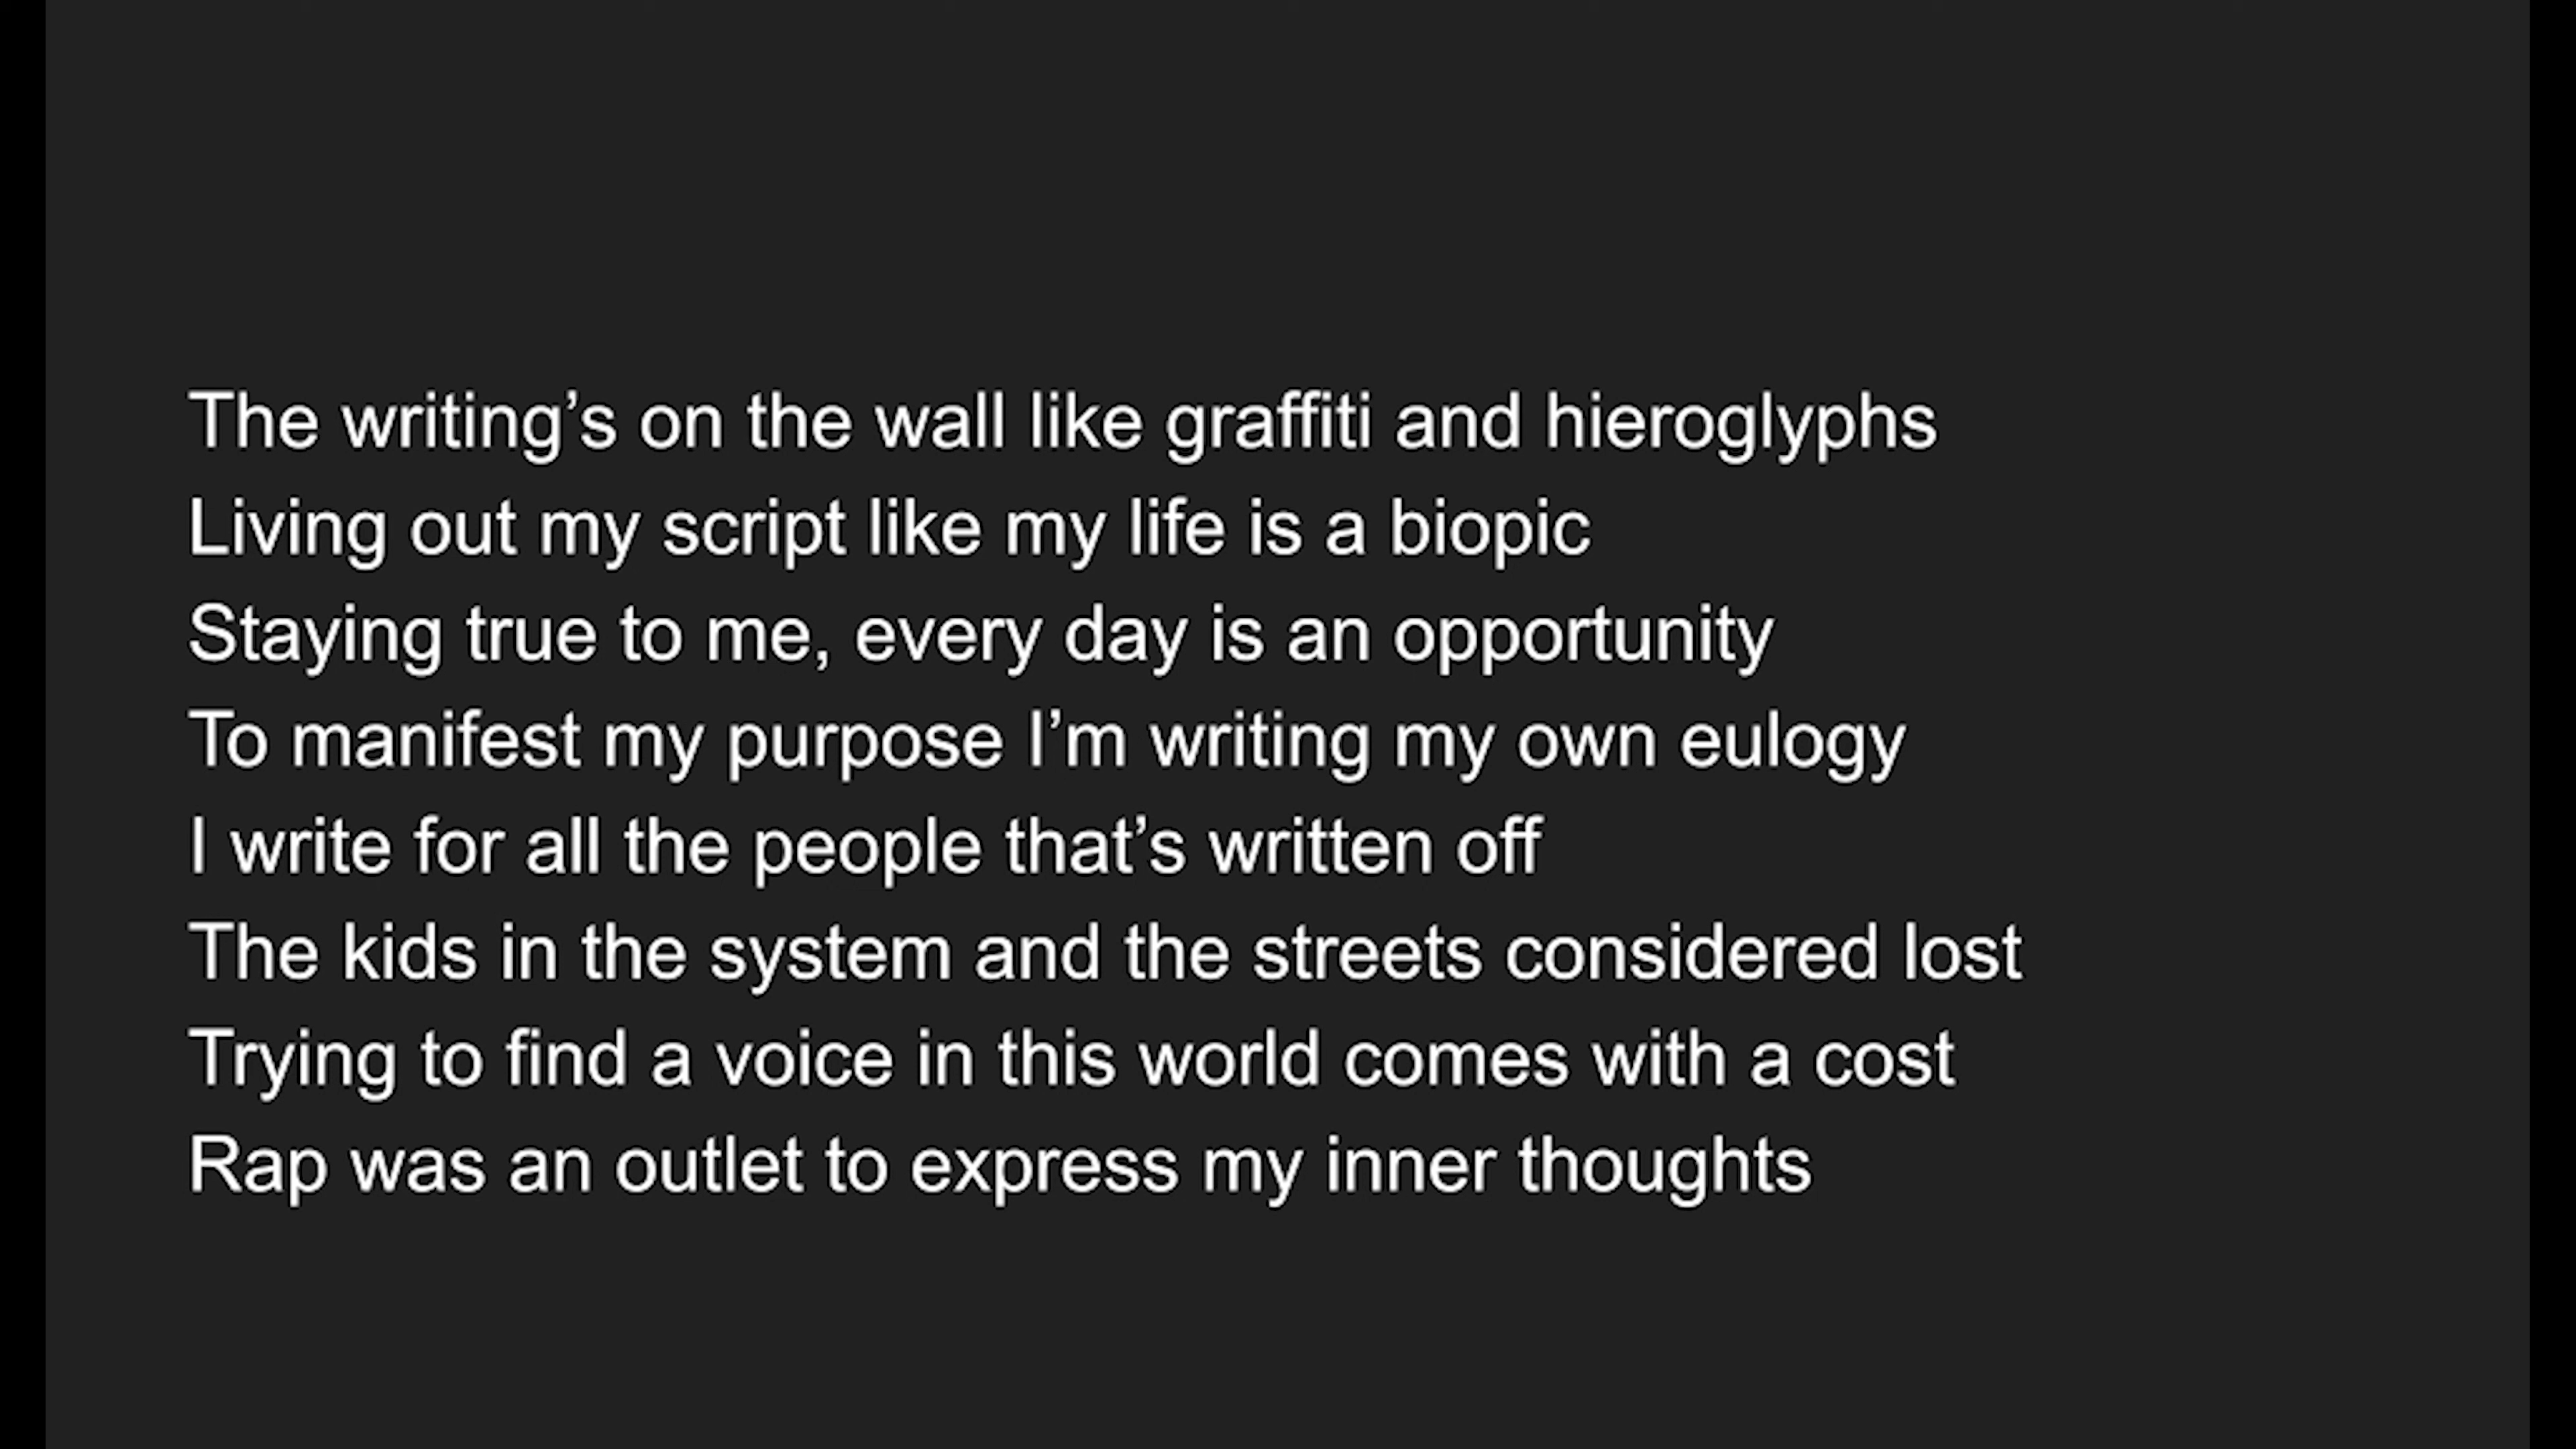 The writing’s on the wall like graffiti and hieroglyphs
Living out my script like my life is a biopic
Staying true to me, every day is an opportunity
To manifest my purpose I’m writing my own eulogy
I write for all the people that’s written off
The kids in the system and the streets considered lost
Trying to find a voice in this world comes with a cost
Rap was an outlet to express my inner thoughts